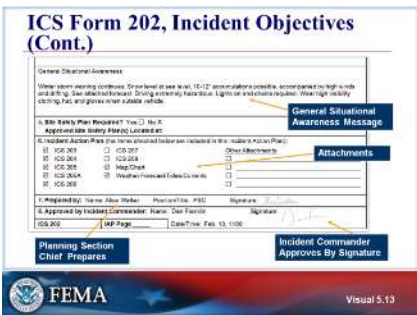 ICS Form 202, Incident Objectives
(Cont.)
General Situational Awareness
Winter storm warning continues. Snow level at sea level, 10-12" accumulations possible, accompanied by high winds
and drifting. See attached forecast. Driving extremely hazardous. Lights on and chains required. Wear high visibility
clothing, hat, and gloves when outside vehicle.
General Situational
Awareness Message
5. Site Safety Plan Required? Yes No X
Approved Site Safety Plan(s) Located at:
6. Incident Action Plan (the items checked below are included in this Incident Action Plan):
ICS 203 ICS 207 Other Attachments
ICS 204 ICS 208
ICS 205 Map/Chart
ICS 205A Weather Forecast/Tides/Currents
ICS 206
Attachments
7. Prepared by: Name: Alice Walker Position/Title: PSC Signature:
8. Approved by Incident Commander: Name: Dan Franklin Signature:
ICS 202 IAP Page Date/Time: Feb. 13, 1100
Planning Section
Chief Prepares
Incident Commander
Approves By Signature
FEMA
Visual 5.13